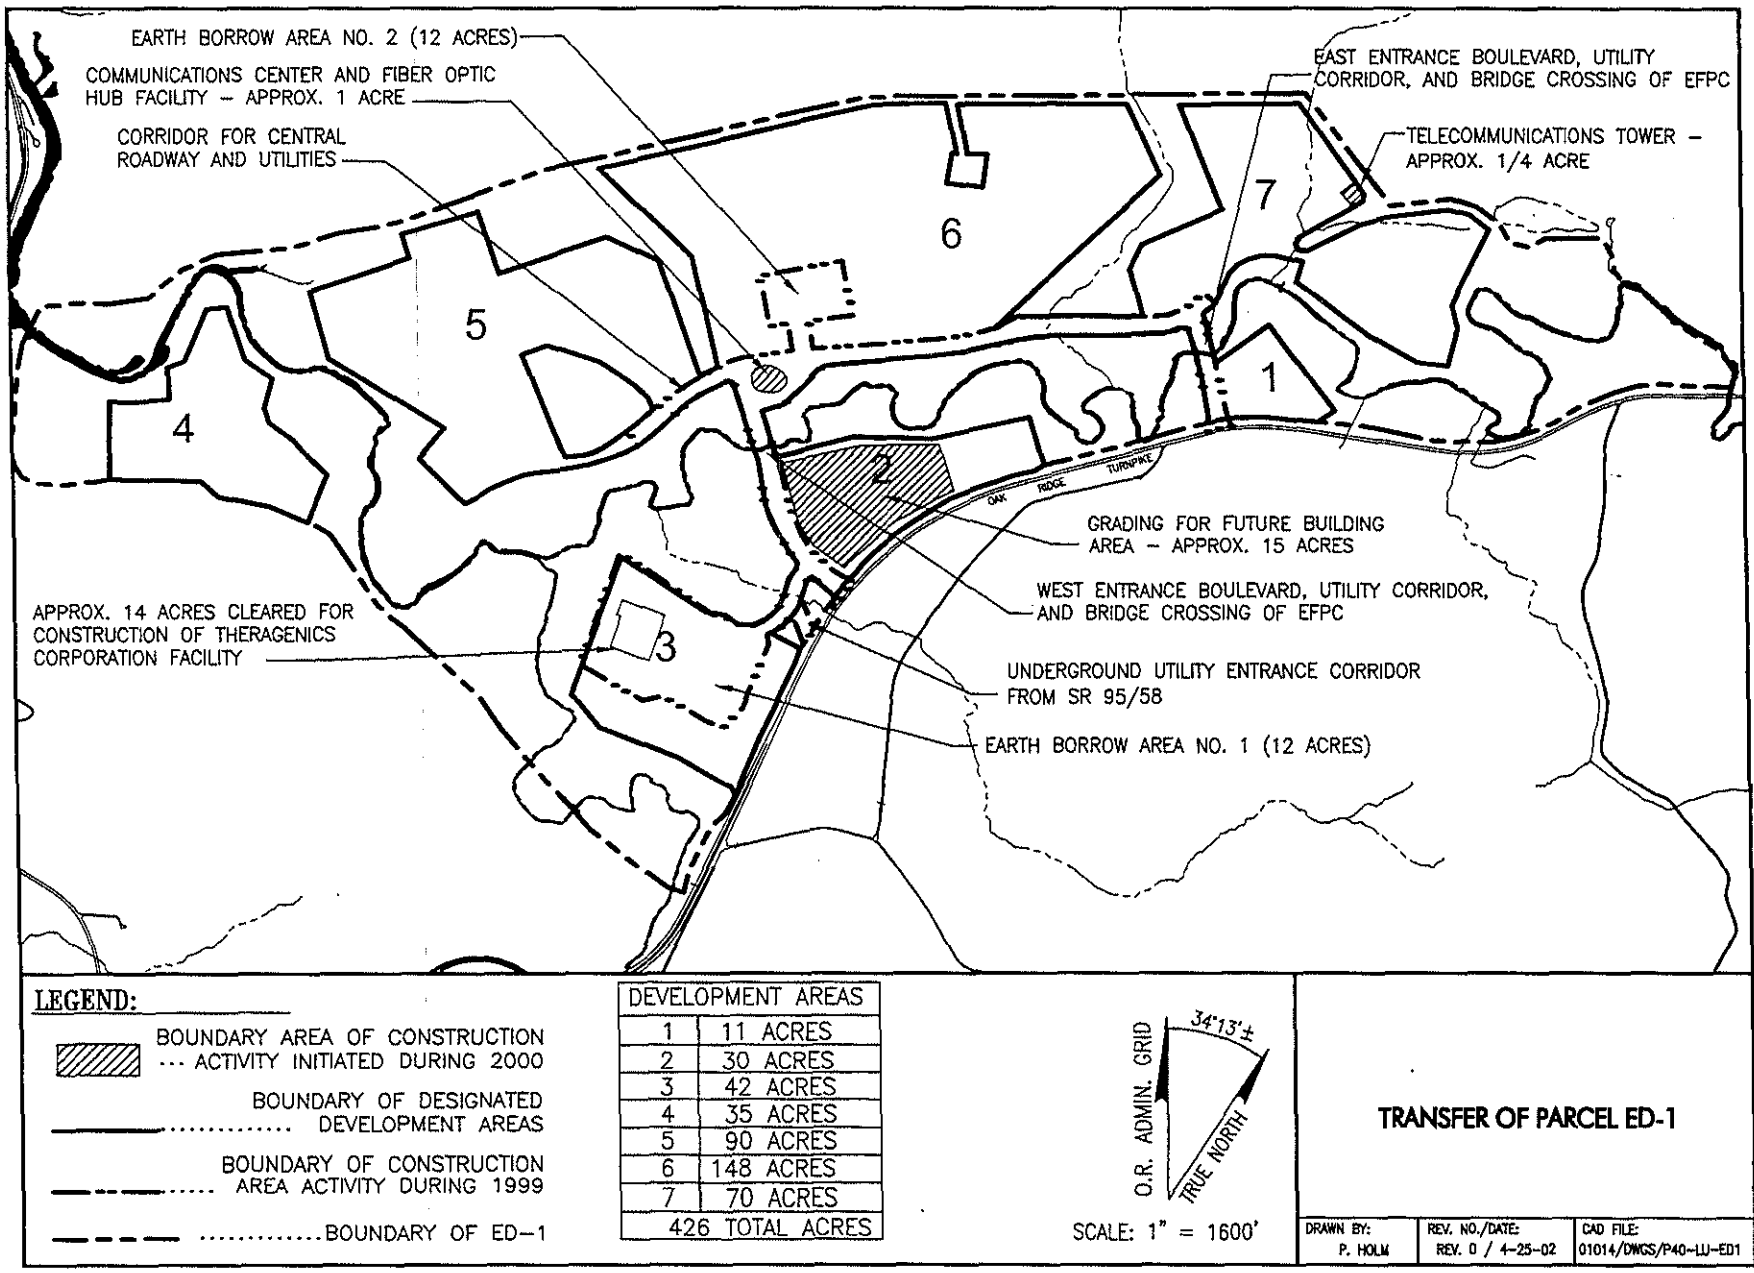 EARTH BORROW AREA NO. 2 (12 ACRES)
COMMUNICATIONS CENTER AND FIBER OPTIC
HUB FACILITY – APPROX. 1 ACRE
CORRIDOR FOR CENTRAL
ROADWAY AND UTILITIES
EAST ENTRANCE BOULEVARD, UTILITY
CORRIDOR, AND BRIDGE CROSSING OF EFPC
TELECOMMUNICATIONS TOWER –
APPROX. 1/4 ACRE
7
6
5
4
1
2
3
OAK RIDGE TURNPIKE
GRADING FOR FUTURE BUILDING
AREA – APPROX. 15 ACRES
WEST ENTRANCE BOULEVARD, UTILITY CORRIDOR,
AND BRIDGE CROSSING OF EFPC
APPROX. 14 ACRES CLEARED FOR
CONSTRUCTION OF THERAGENICS
CORPORATION FACILITY
UNDERGROUND UTILITY ENTRANCE CORRIDOR
FROM SR 95/58
EARTH BORROW AREA NO. 1 (12 ACRES)
LEGEND:
BOUNDARY AREA OF CONSTRUCTION
... ACTIVITY INITIATED DURING 2000
BOUNDARY OF DESIGNATED
............. DEVELOPMENT AREAS
BOUNDARY OF CONSTRUCTION
...... AREA ACTIVITY DURING 1999
.............BOUNDARY OF ED–1
DEVELOPMENT AREAS
1 11 ACRES
2 30 ACRES
3 42 ACRES
4 35 ACRES
5 90 ACRES
6 148 ACRES
7 70 ACRES
426 TOTAL ACRES
34°13'±
O.R. ADMIN. GRID
TRUE NORTH
SCALE: 1" = 1600'
TRANSFER OF PARCEL ED-1
DRAWN BY:
P. HOLM
REV. NO./DATE:
REV. 0 / 4–25–02
CAD FILE:
01014/DWGS/P40–LU–ED1